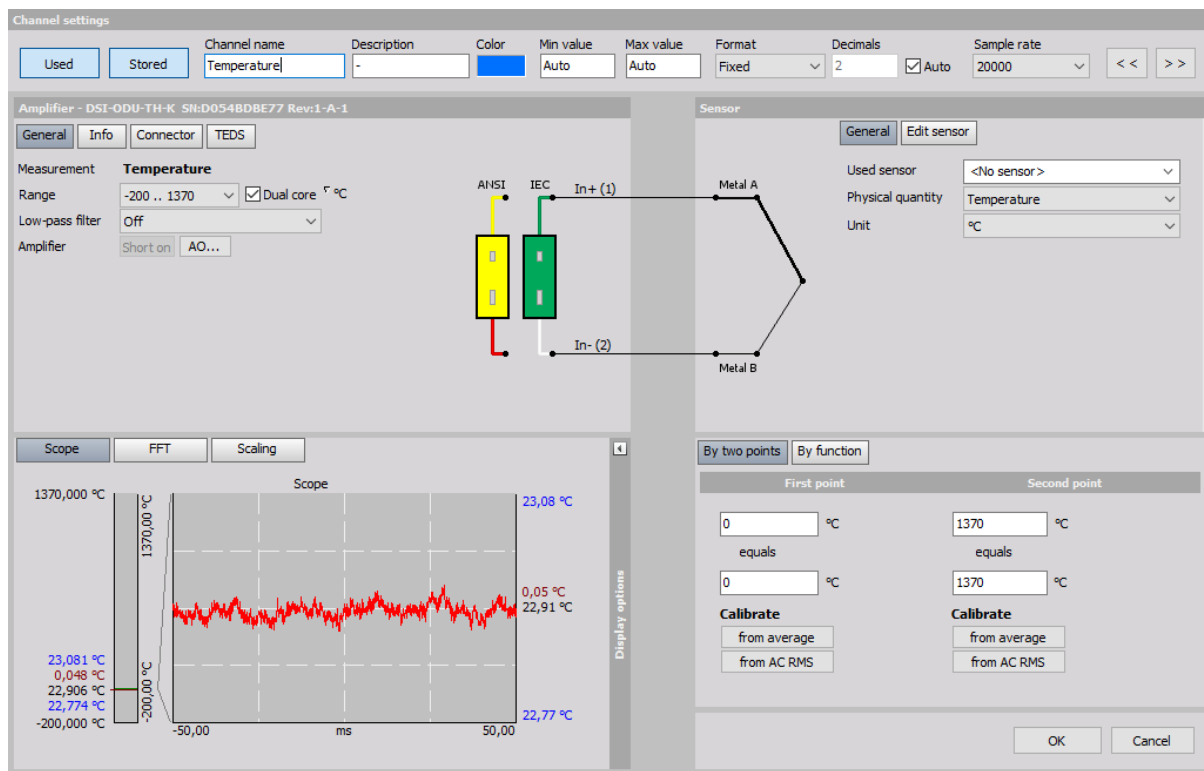 Channel settings
Used
Stored
Channel name
Temperature
Description
-
Color
Min value
Auto
Max value
Auto
Format
Fixed
Decimals
2
Auto
Sample rate
20000
< <
> >
Amplifier - DSI-ODU-TH-K SN:D054BDBE77 Rev:1-A-1
General
Info
Connector
TEDS
Measurement
Temperature
Range
-200 .. 1370
Dual core
°C
Low-pass filter
Off
Amplifier
Short on
AO...
ANSI
IEC
In+ (1)
In- (2)
Sensor
Metal A
Metal B
General
Edit sensor
Used sensor
<No sensor>
Physical quantity
Temperature
Unit
°C
Scope
FFT
Scaling
1370,000 °C
23,081 °C
0,048 °C
22,906 °C
22,774 °C
-200,000 °C
1370,00 °C
-200,00 °C
Scope
23,08 °C
0,05 °C
22,91 °C
22,77 °C
-50,00
ms
50,00
Display options
By two points
By function
First point
Second point
0 °C
1370 °C
equals
equals
0 °C
1370 °C
Calibrate
Calibrate
from average
from average
from AC RMS
from AC RMS
OK
Cancel